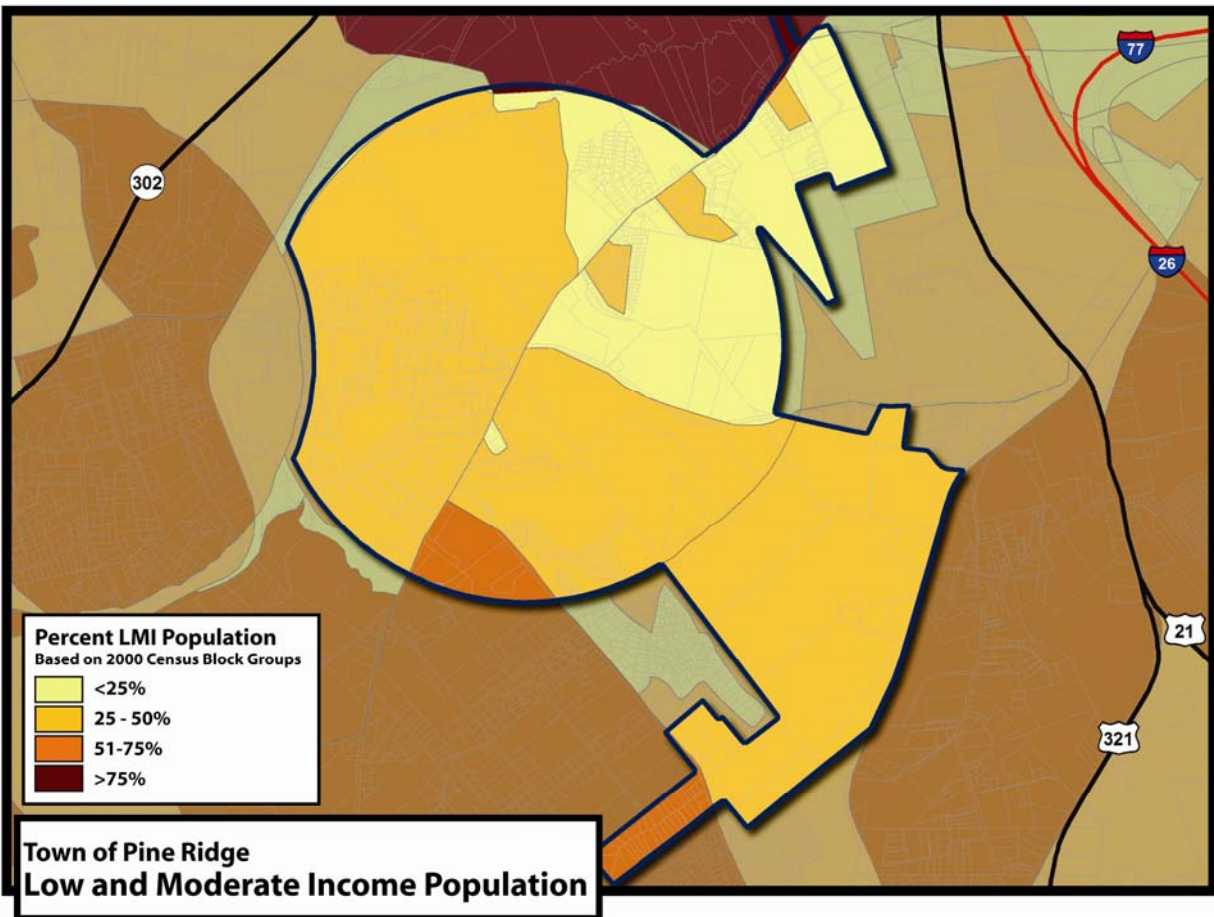 77
302
26
Percent LMI Population
Based on 2000 Census Block Groups
<25%
25 - 50%
51-75%
>75%
21
321
Town of Pine Ridge
Low and Moderate Income Population